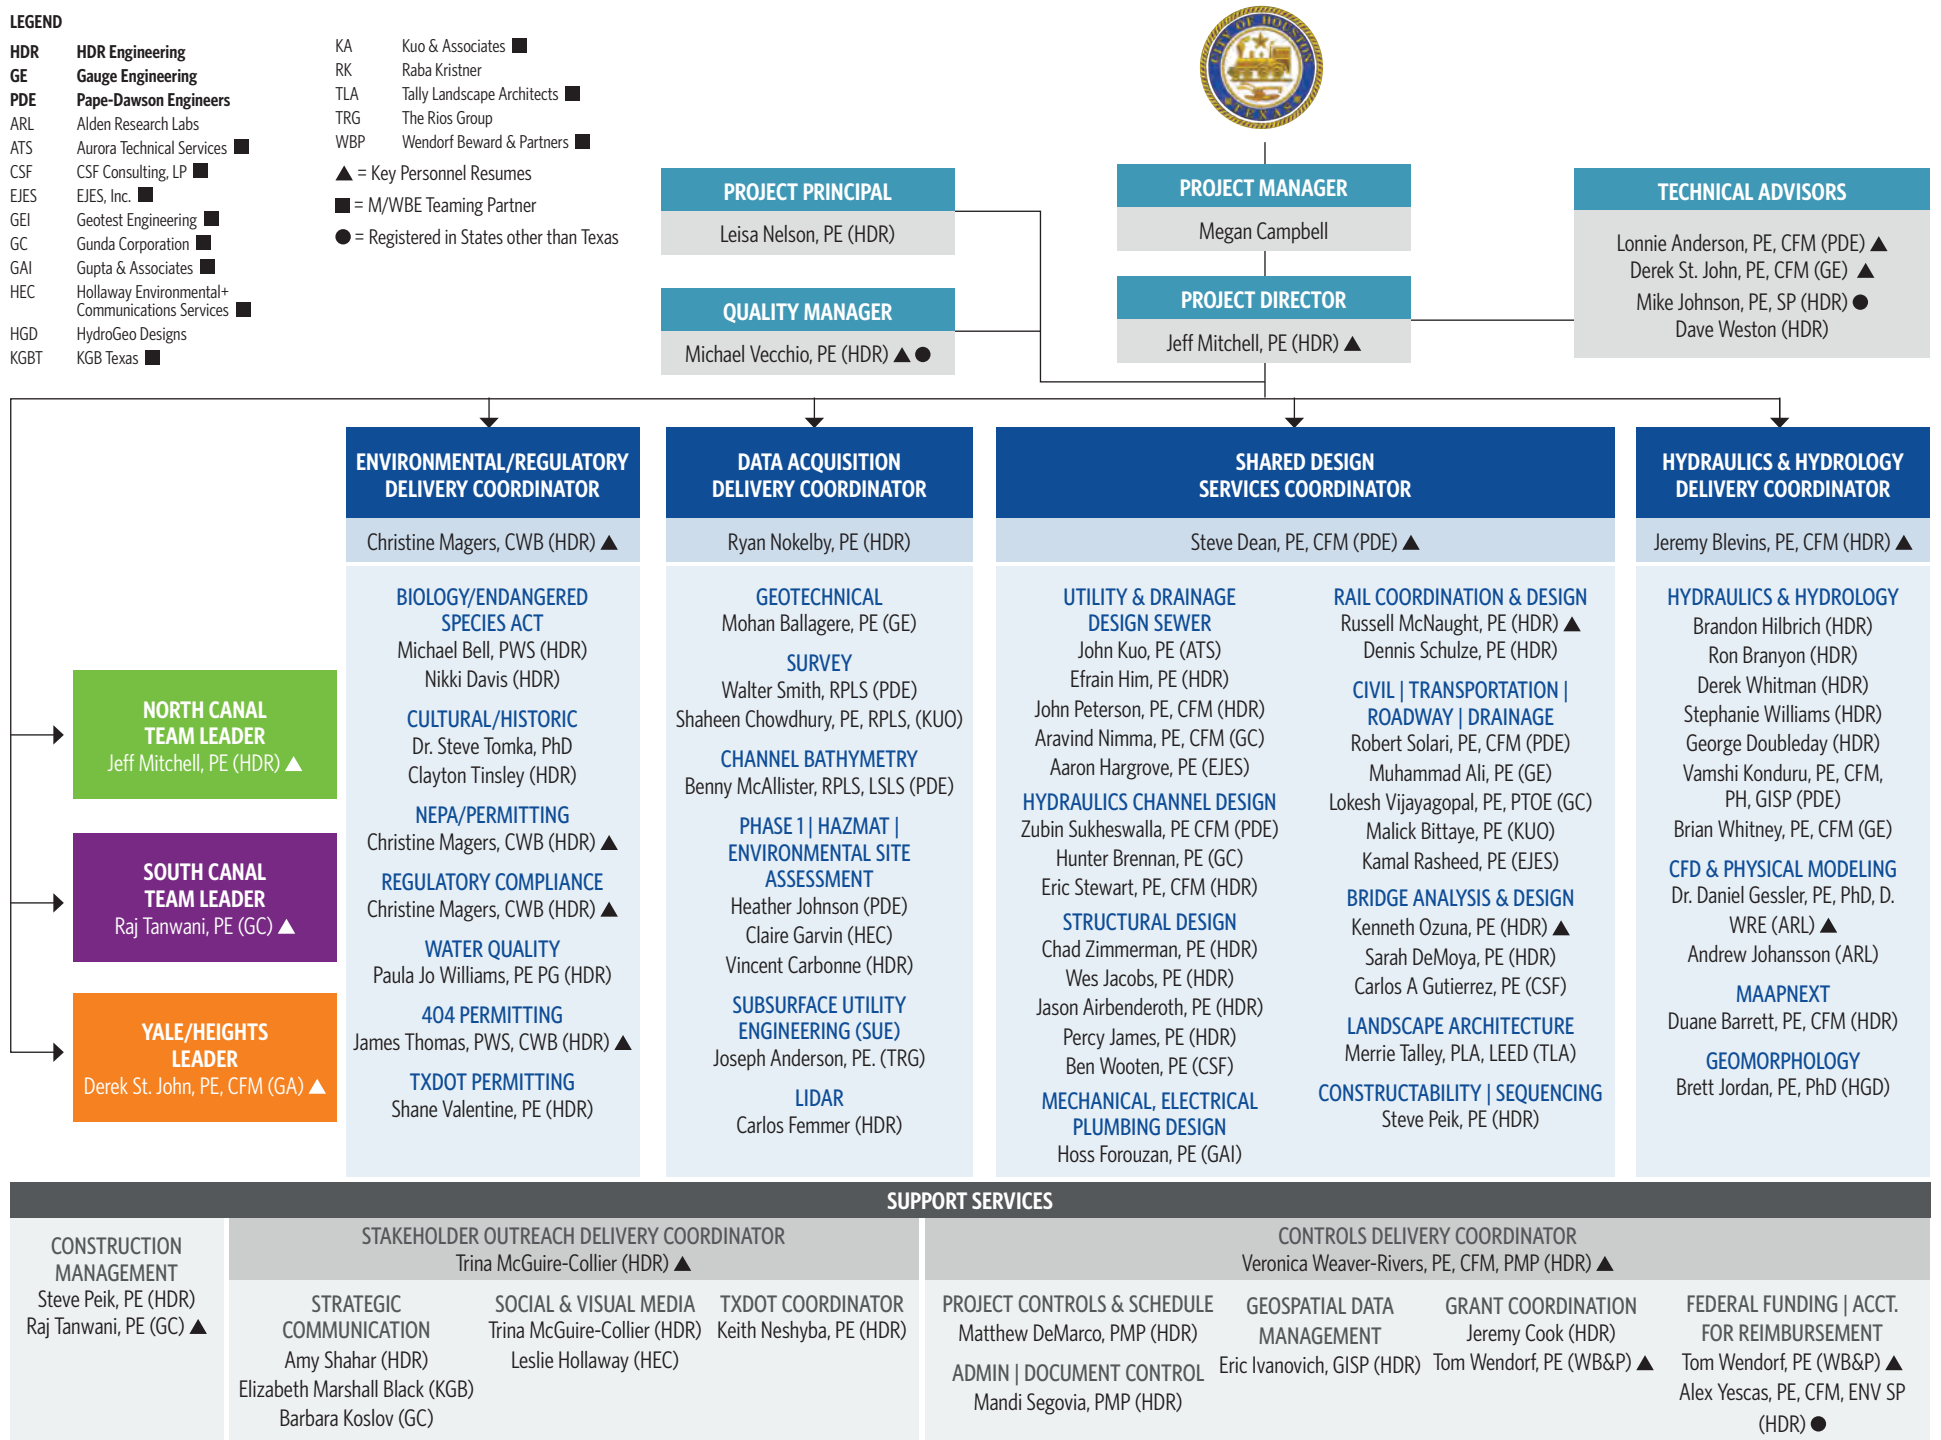 LEGEND
HDR HDR Engineering
GE Gauge Engineering
PDE Pape-Dawson Engineers
ARL Alden Research Labs
ATS Aurora Technical Services ■
CSF CSF Consulting, LP ■
EJES EJES, Inc. ■
GEI Geotest Engineering ■
GC Gunda Corporation ■
GAI Gupta & Associates ■
HEC Hollaway Environmental+
Communications Services ■
HGD HydroGeo Designs
KGBT KGB Texas ■
KA Kuo & Associates ■
RK Raba Kristner
TLA Tally Landscape Architects ■
TRG The Rios Group
WBP Wendorf Beward & Partners ■
▲ = Key Personnel Resumes
■ = M/WBE Teaming Partner
● = Registered in States other than Texas
CITY OF HOUSTON
TEXAS
PROJECT PRINCIPAL
Leisa Nelson, PE (HDR)
QUALITY MANAGER
Michael Vecchio, PE (HDR) ▲ ●
PROJECT MANAGER
Megan Campbell
PROJECT DIRECTOR
Jeff Mitchell, PE (HDR) ▲
TECHNICAL ADVISORS
Lonnie Anderson, PE, CFM (PDE) ▲
Derek St. John, PE, CFM (GE) ▲
Mike Johnson, PE, SP (HDR) ●
Dave Weston (HDR)
NORTH CANAL
TEAM LEADER
Jeff Mitchell, PE (HDR) ▲
SOUTH CANAL
TEAM LEADER
Raj Tanwani, PE (GC) ▲
YALE/HEIGHTS
LEADER
Derek St. John, PE, CFM (GA) ▲
ENVIRONMENTAL/REGULATORY
DELIVERY COORDINATOR
Christine Magers, CWB (HDR) ▲
BIOLOGY/ENDANGERED
SPECIES ACT
Michael Bell, PWS (HDR)
Nikki Davis (HDR)
CULTURAL/HISTORIC
Dr. Steve Tomka, PhD
Clayton Tinsley (HDR)
NEPA/PERMITTING
Christine Magers, CWB (HDR) ▲
REGULATORY COMPLIANCE
Christine Magers, CWB (HDR) ▲
WATER QUALITY
Paula Jo Williams, PE PG (HDR)
404 PERMITTING
James Thomas, PWS, CWB (HDR) ▲
TXDOT PERMITTING
Shane Valentine, PE (HDR)
DATA ACQUISITION
DELIVERY COORDINATOR
Ryan Nokelby, PE (HDR)
GEOTECHNICAL
Mohan Ballagere, PE (GE)
SURVEY
Walter Smith, RPLS (PDE)
Shaheen Chowdhury, PE, RPLS, (KUO)
CHANNEL BATHYMETRY
Benny McAllister, RPLS, LSLS (PDE)
PHASE 1 | HAZMAT |
ENVIRONMENTAL SITE
ASSESSMENT
Heather Johnson (PDE)
Claire Garvin (HEC)
Vincent Carbonne (HDR)
SUBSURFACE UTILITY
ENGINEERING (SUE)
Joseph Anderson, PE. (TRG)
LIDAR
Carlos Femmer (HDR)
SHARED DESIGN
SERVICES COORDINATOR
Steve Dean, PE, CFM (PDE) ▲
UTILITY & DRAINAGE
DESIGN SEWER
John Kuo, PE (ATS)
Efrain Him, PE (HDR)
John Peterson, PE, CFM (HDR)
Aravind Nimma, PE, CFM (GC)
Aaron Hargrove, PE (EJES)
HYDRAULICS CHANNEL DESIGN
Zubin Sukheswalla, PE CFM (PDE)
Hunter Brennan, PE (GC)
Eric Stewart, PE, CFM (HDR)
STRUCTURAL DESIGN
Chad Zimmerman, PE (HDR)
Wes Jacobs, PE (HDR)
Jason Airbenderoth, PE (HDR)
Percy James, PE (HDR)
Ben Wooten, PE (CSF)
MECHANICAL, ELECTRICAL
PLUMBING DESIGN
Hoss Forouzan, PE (GAI)
RAIL COORDINATION & DESIGN
Russell McNaught, PE (HDR) ▲
Dennis Schulze, PE (HDR)
CIVIL | TRANSPORTATION |
ROADWAY | DRAINAGE
Robert Solari, PE, CFM (PDE)
Muhammad Ali, PE (GE)
Lokesh Vijayagopal, PE, PTOE (GC)
Malick Bittaye, PE (KUO)
Kamal Rasheed, PE (EJES)
BRIDGE ANALYSIS & DESIGN
Kenneth Ozuna, PE (HDR) ▲
Sarah DeMoya, PE (HDR)
Carlos A Gutierrez, PE (CSF)
LANDSCAPE ARCHITECTURE
Merrie Talley, PLA, LEED (TLA)
CONSTRUCTABILITY | SEQUENCING
Steve Peik, PE (HDR)
HYDRAULICS & HYDROLOGY
DELIVERY COORDINATOR
Jeremy Blevins, PE, CFM (HDR) ▲
HYDRAULICS & HYDROLOGY
Brandon Hilbrich (HDR)
Ron Branyon (HDR)
Derek Whitman (HDR)
Stephanie Williams (HDR)
George Doubleday (HDR)
Vamshi Konduru, PE, CFM,
PH, GISP (PDE)
Brian Whitney, PE, CFM (GE)
CFD & PHYSICAL MODELING
Dr. Daniel Gessler, PE, PhD, D.
WRE (ARL) ▲
Andrew Johansson (ARL)
MAAPNEXT
Duane Barrett, PE, CFM (HDR)
GEOMORPHOLOGY
Brett Jordan, PE, PhD (HGD)
SUPPORT SERVICES
CONSTRUCTION
MANAGEMENT
Steve Peik, PE (HDR)
Raj Tanwani, PE (GC) ▲
STAKEHOLDER OUTREACH DELIVERY COORDINATOR
Trina McGuire-Collier (HDR) ▲
STRATEGIC
COMMUNICATION
Amy Shahar (HDR)
Elizabeth Marshall Black (KGB)
Barbara Koslov (GC)
SOCIAL & VISUAL MEDIA
Trina McGuire-Collier (HDR)
Leslie Hollaway (HEC)
TXDOT COORDINATOR
Keith Neshyba, PE (HDR)
CONTROLS DELIVERY COORDINATOR
Veronica Weaver-Rivers, PE, CFM, PMP (HDR) ▲
PROJECT CONTROLS & SCHEDULE
Matthew DeMarco, PMP (HDR)
ADMIN | DOCUMENT CONTROL
Mandi Segovia, PMP (HDR)
GEOSPATIAL DATA
MANAGEMENT
Eric Ivanovich, GISP (HDR)
GRANT COORDINATION
Jeremy Cook (HDR)
Tom Wendorf, PE (WB&P) ▲
FEDERAL FUNDING | ACCT.
FOR REIMBURSEMENT
Tom Wendorf, PE (WB&P) ▲
Alex Yescas, PE, CFM, ENV SP
(HDR) ●